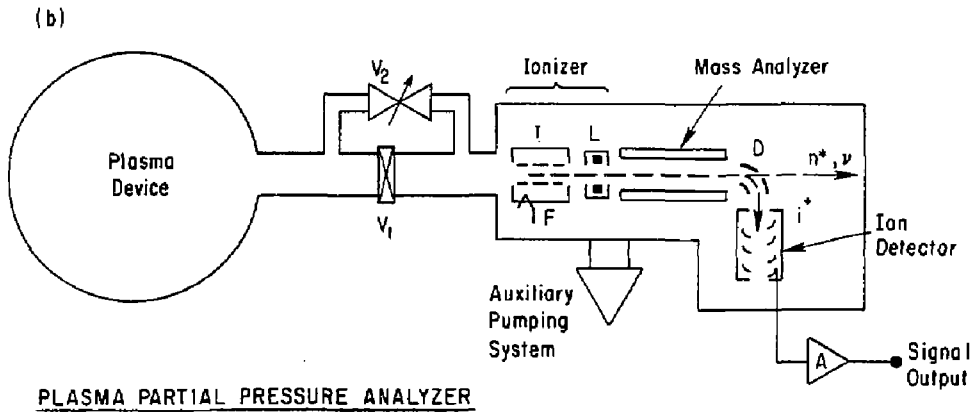 (b)
V2
Ionizer
Mass Analyzer
Plasma
Device
I
L
D
n*, ν
F
V1
i+
Ion
Detector
Auxiliary
Pumping
System
A
Signal
Output
PLASMA PARTIAL PRESSURE ANALYZER